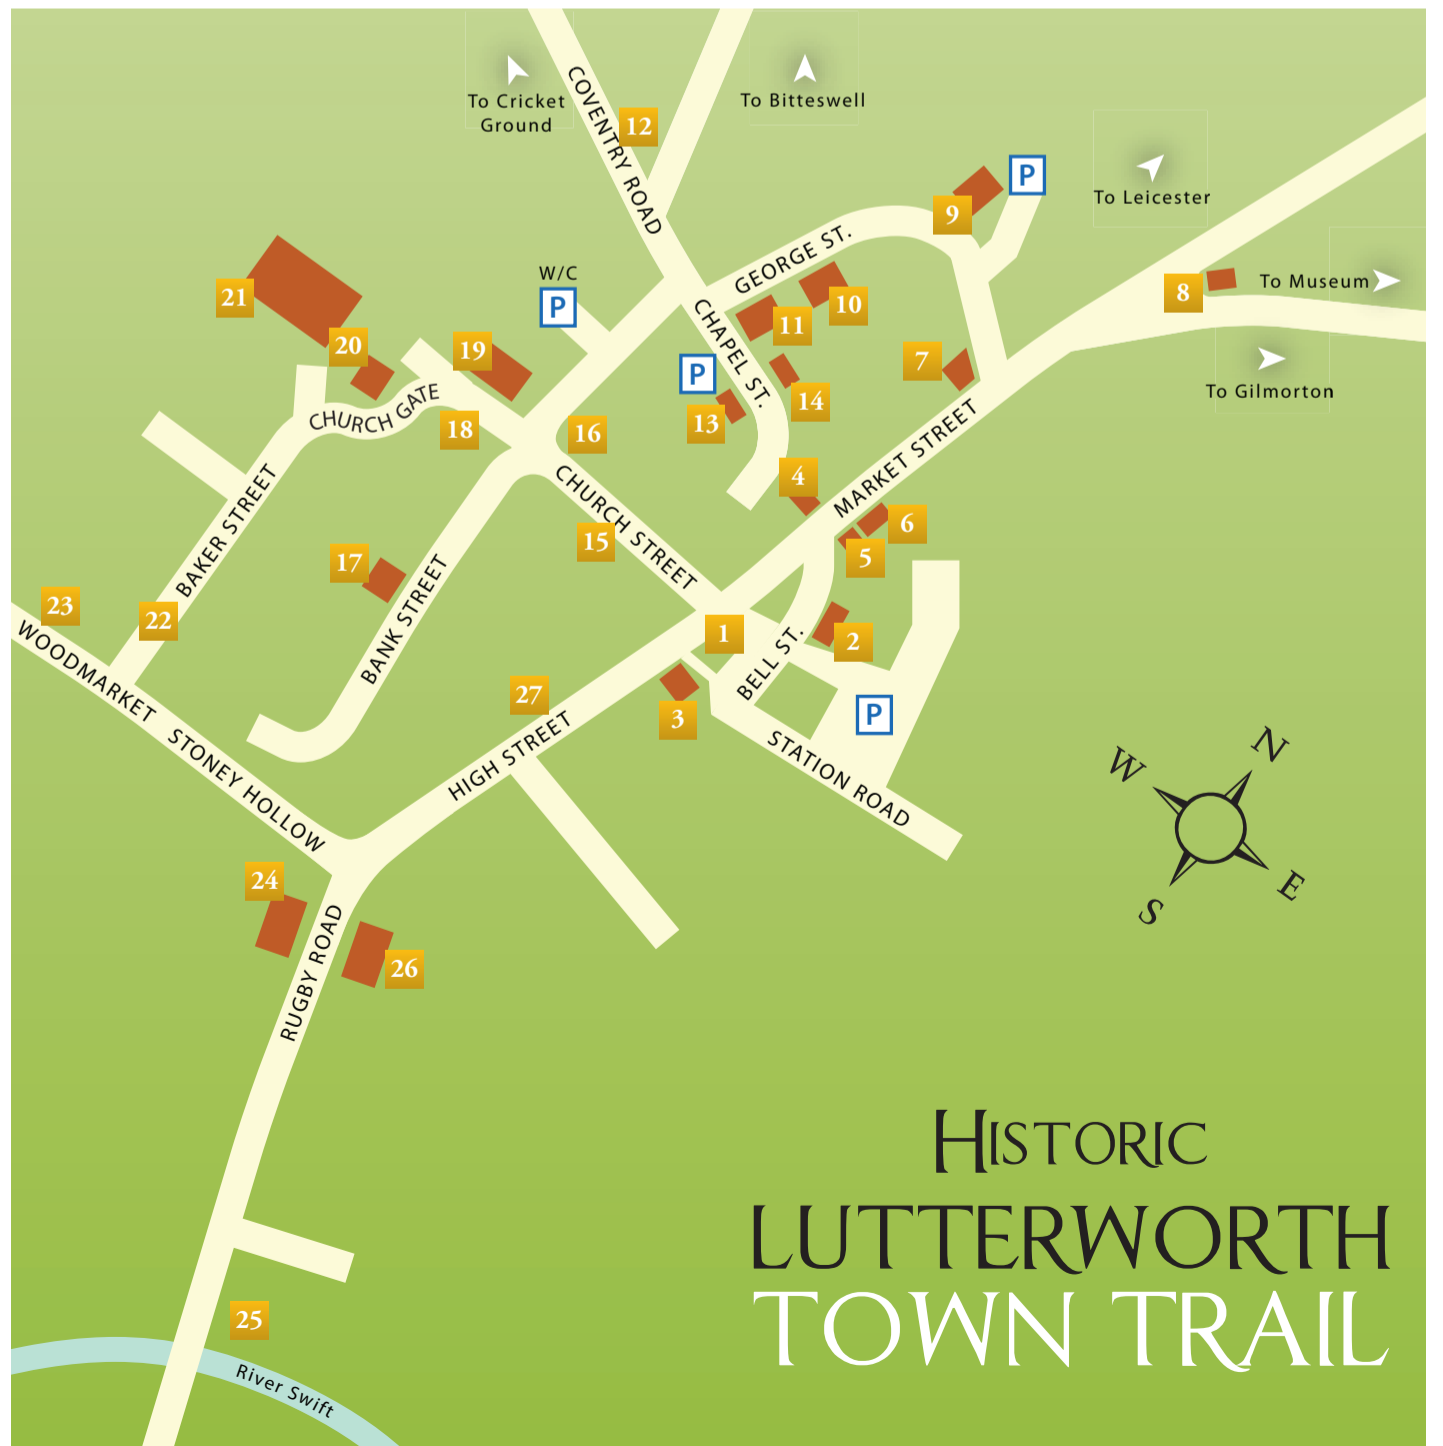 To Cricket
Ground
COVENTRY ROAD
12
To Bitteswell
To Leicester
P
9
GEORGE ST.
W/C
P
21
20
19
11
10
8
To Museum
To Gilmorton
CHAPEL ST.
P
7
13
14
CHURCH GATE
18
16
4
MARKET STREET
6
5
CHURCH STREET
15
BAKER STREET
17
BANK STREET
23
22
WOODMARKET
1
2
BELL ST.
27
3
P
HIGH STREET
STATION ROAD
STONEY HOLLOW
N
W
E
S
24
RUGBY ROAD
26
25
River Swift
HISTORIC
LUTTERWORTH
TOWN TRAIL